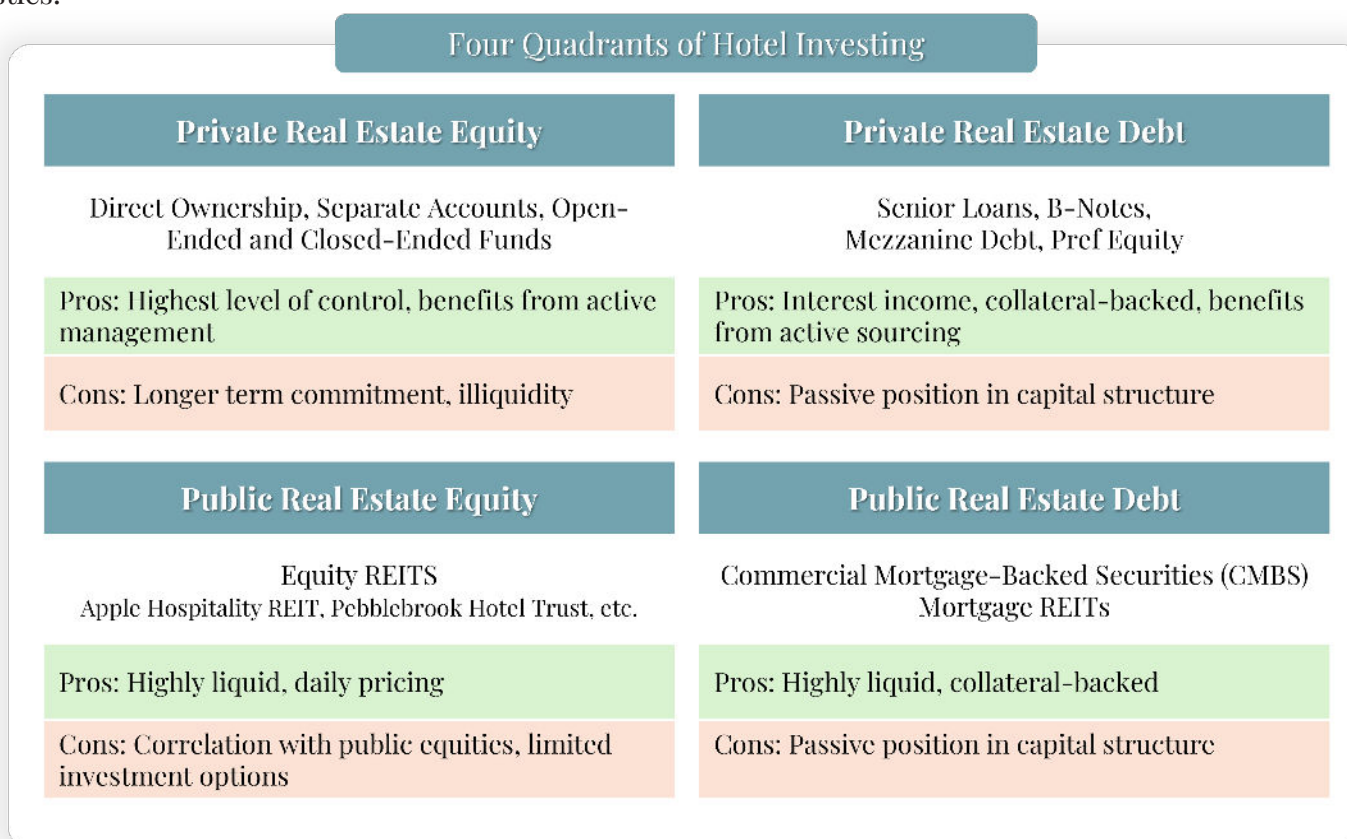 Four Quadrants of Hotel Investing
Private Real Estate Equity
Direct Ownership, Separate Accounts, Open-
Ended and Closed-Ended Funds
Pros: Highest level of control, benefits from active
management
Cons: Longer term commitment, illiquidity
Private Real Estate Debt
Senior Loans, B-Notes,
Mezzanine Debt, Pref Equity
Pros: Interest income, collateral-backed, benefits
from active sourcing
Cons: Passive position in capital structure
Public Real Estate Equity
Equity REITS
Apple Hospitality REIT, Pebblebrook Hotel Trust, etc.
Pros: Highly liquid, daily pricing
Cons: Correlation with public equities, limited
investment options
Public Real Estate Debt
Commercial Mortgage-Backed Securities (CMBS)
Mortgage REITs
Pros: Highly liquid, collateral-backed
Cons: Passive position in capital structure